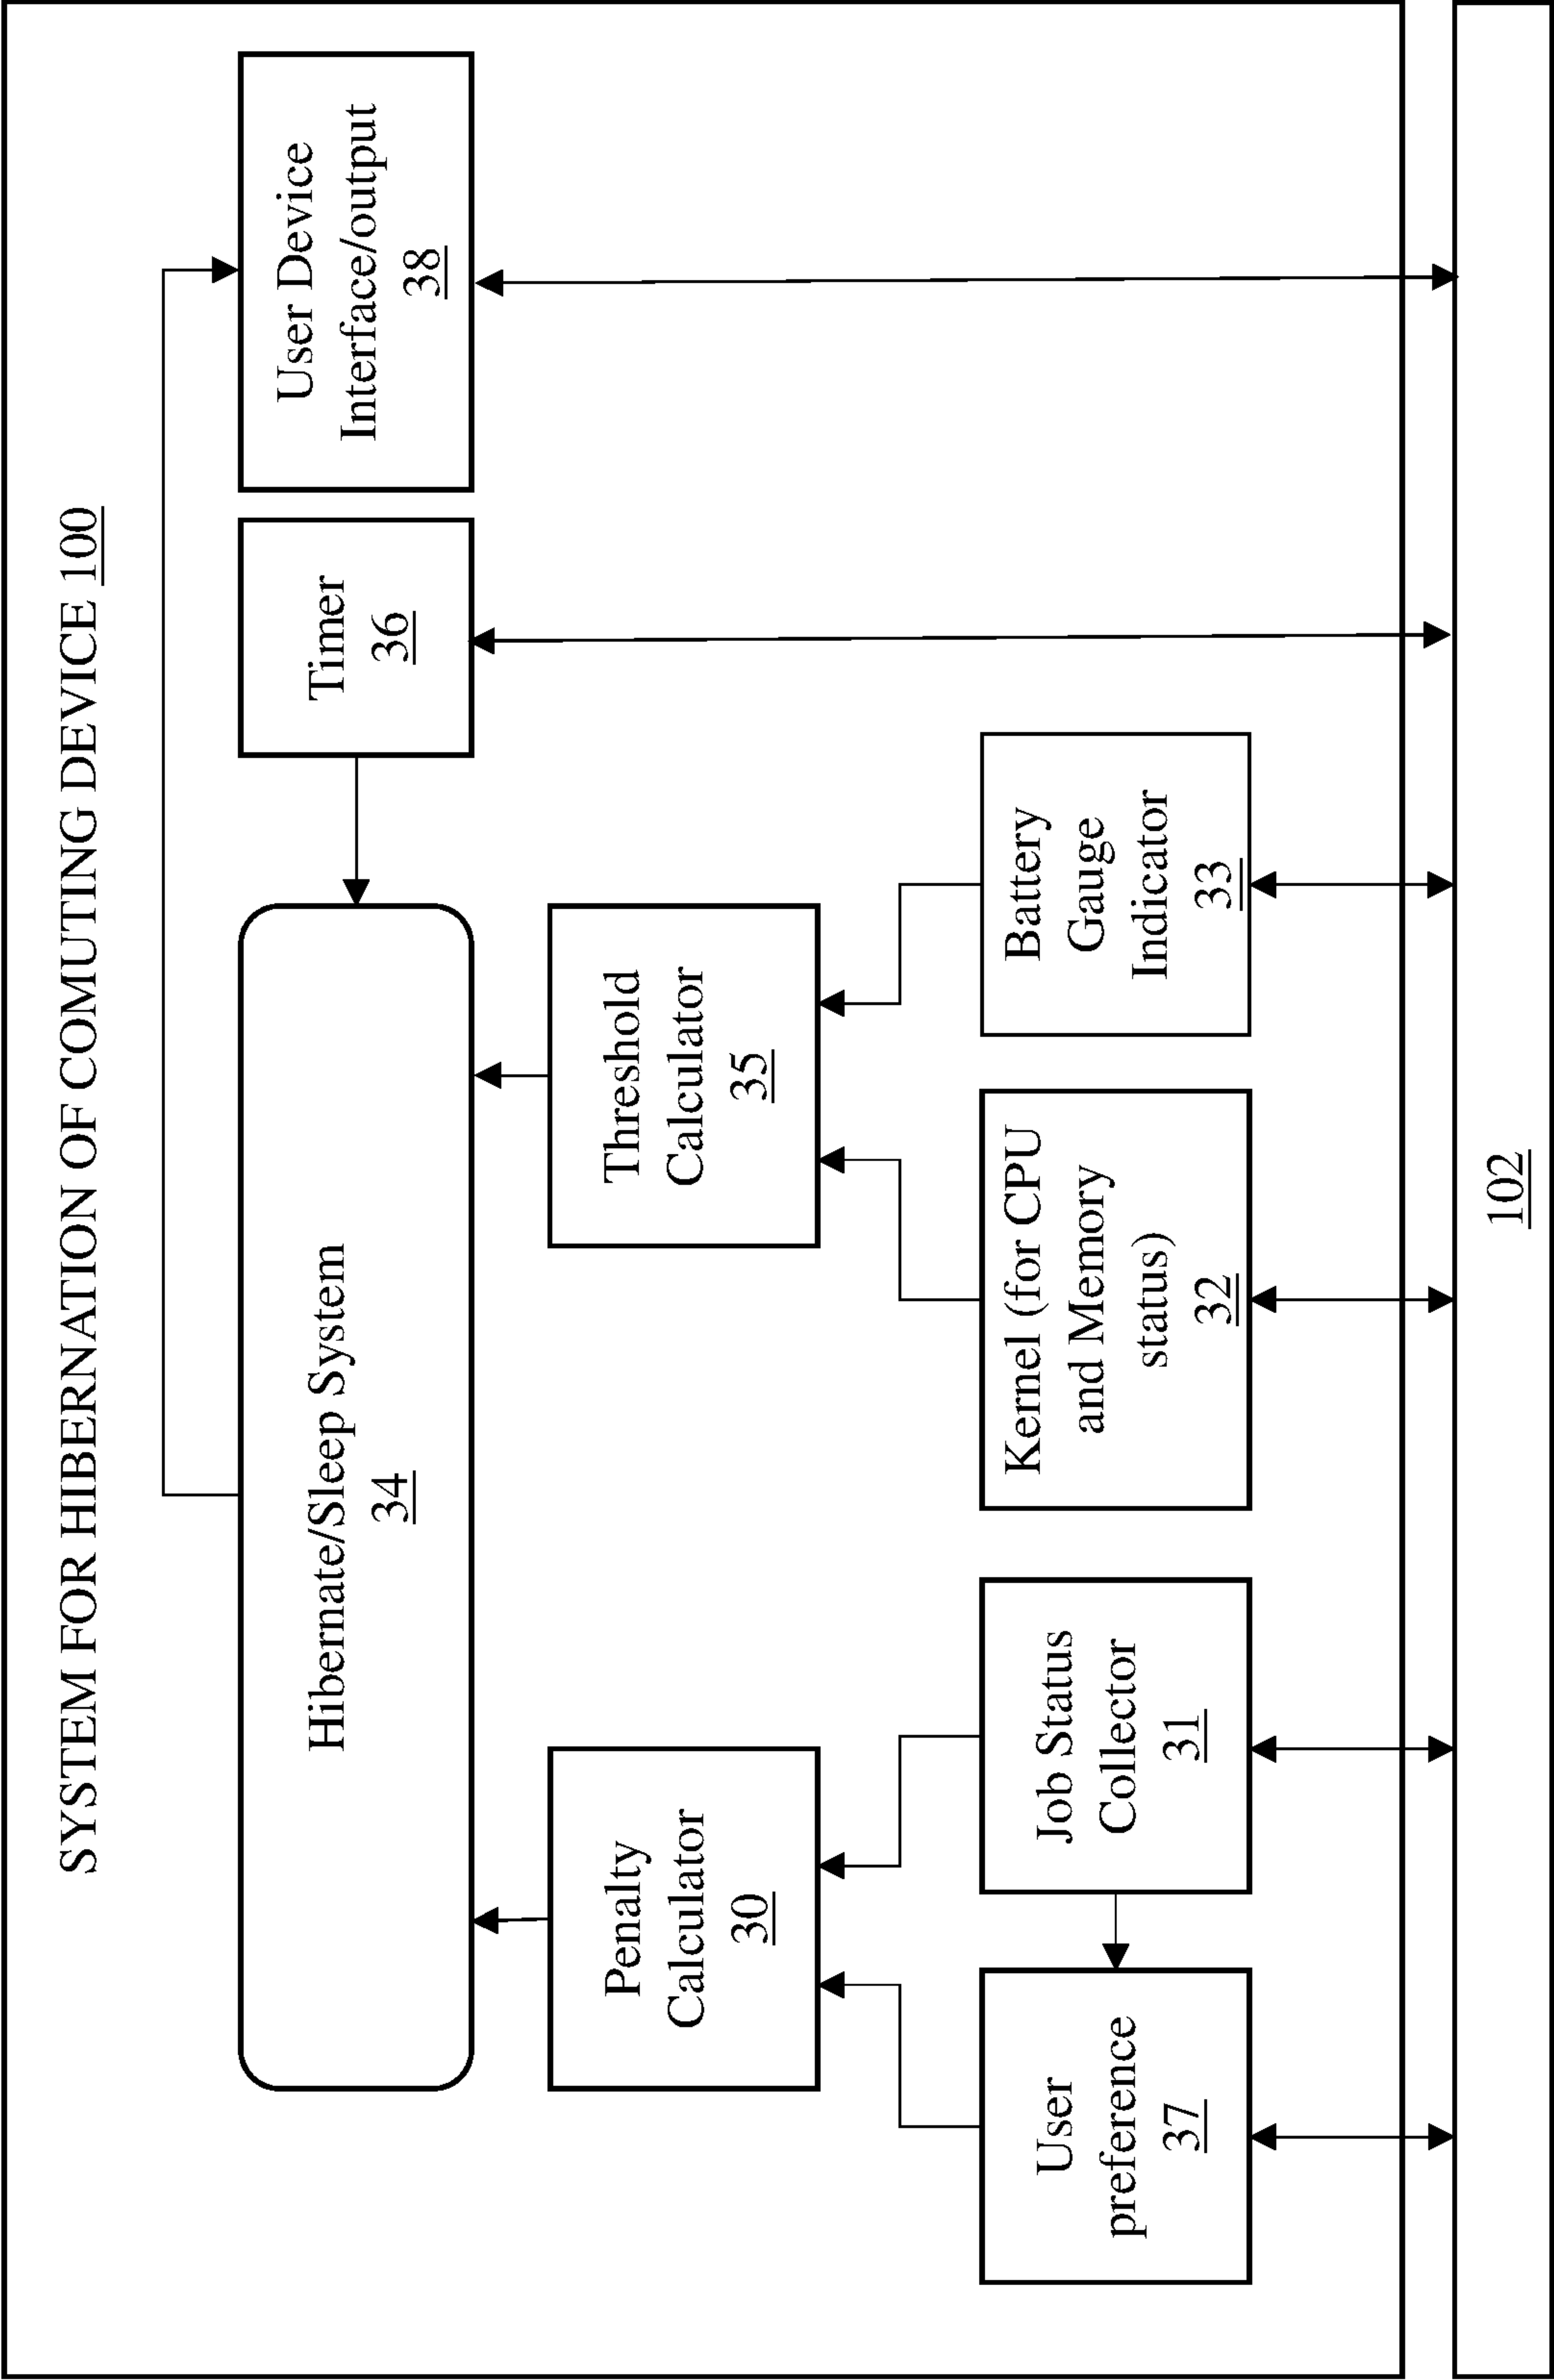 SYSTEM FOR HIBERNATION OF COMUTING DEVICE 100
Hibernate/Sleep System
34
Timer
36
User Device
Interface/output
38
Penalty
Calculator
30
Threshold
Calculator
35
User
preference
37
Job Status
Collector
31
Kernel (for CPU
and Memory
status)
32
Battery
Gauge
Indicator
33
102